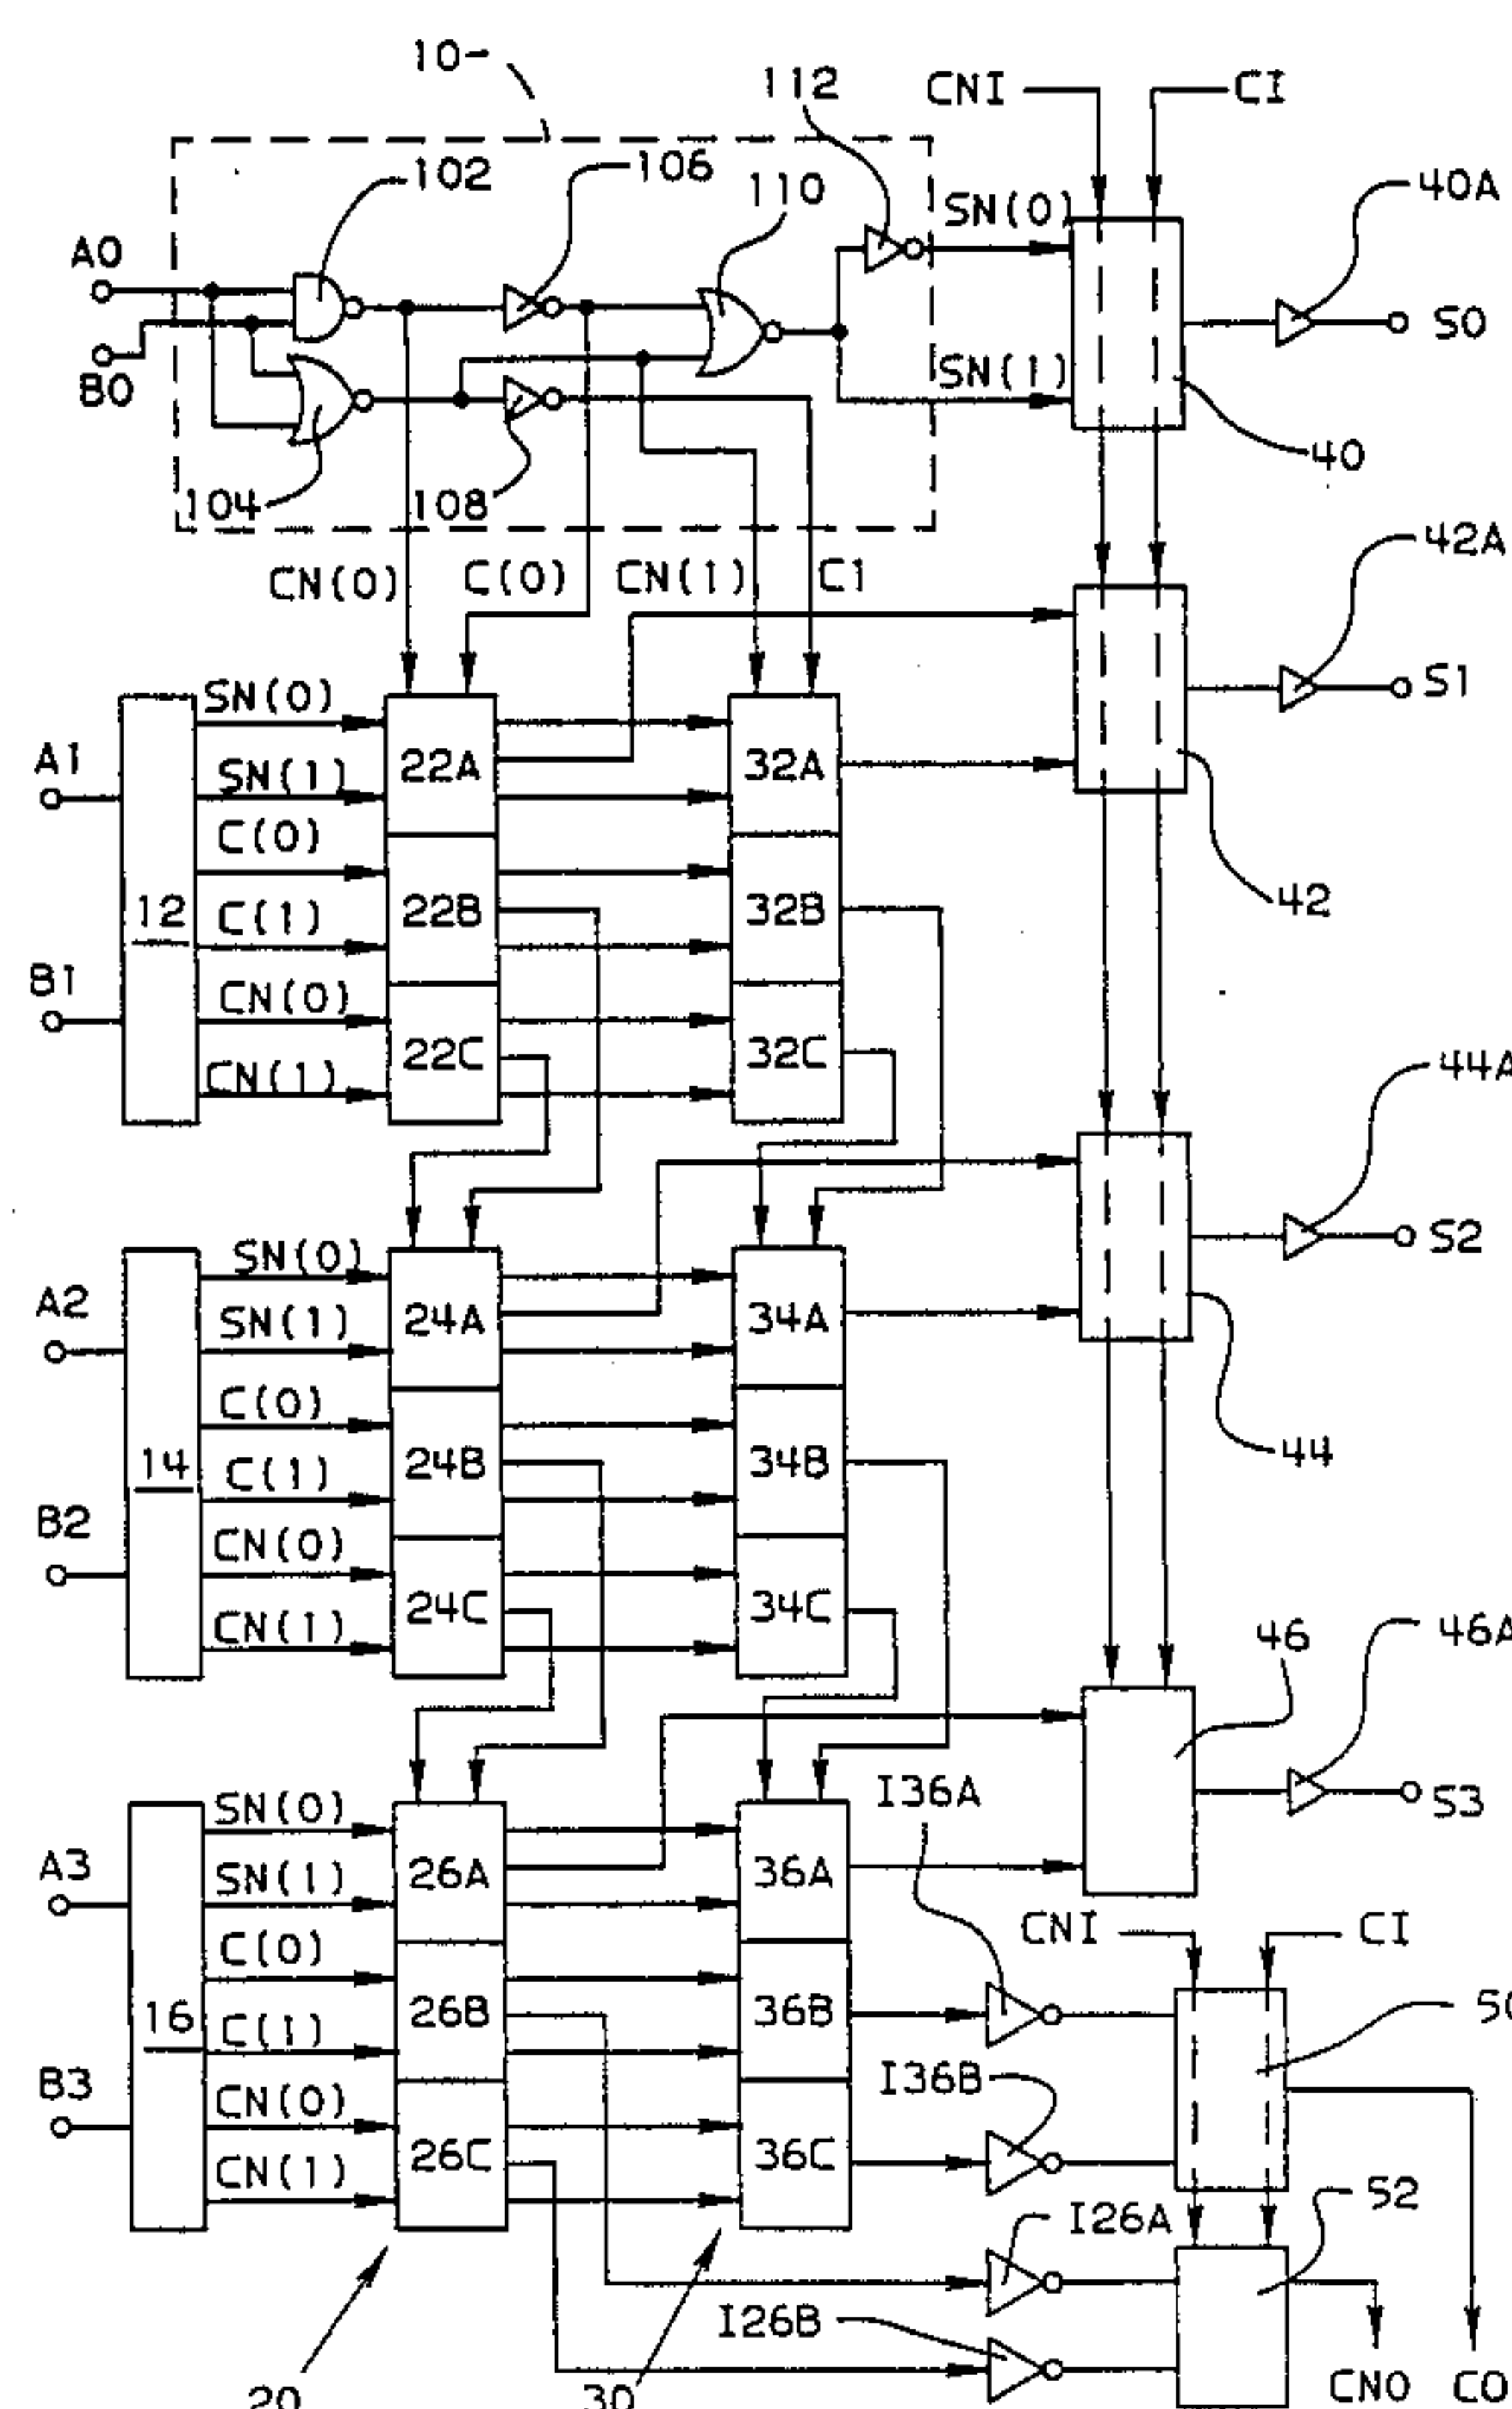 10
112
CNI CI
102 106 110 40A
A0 SN(0)
S0
B0 SN(1)
104 108 40
42A
CN(0) C(0) CN(1) C1
SN(0) S1
A1 22A 32A
SN(1)
C(0)
12 22B 32B 42
C(1)
B1
CN(0)
22C 32C 44A
CN(1)
SN(0) S2
A2 SN(1) 24A 34A
C(0)
14 24B 34B 44
C(1)
B2 CN(0)
24C 34C
CN(1) 46 46A
I36A
SN(0) S3
A3 SN(1) 26A 36A
CNI CI
C(0)
16 26B 36B
C(1)
B3 I36B
CN(0)
26C 36C
CN(1) I26A 52
I26B
20 30 CNO CO